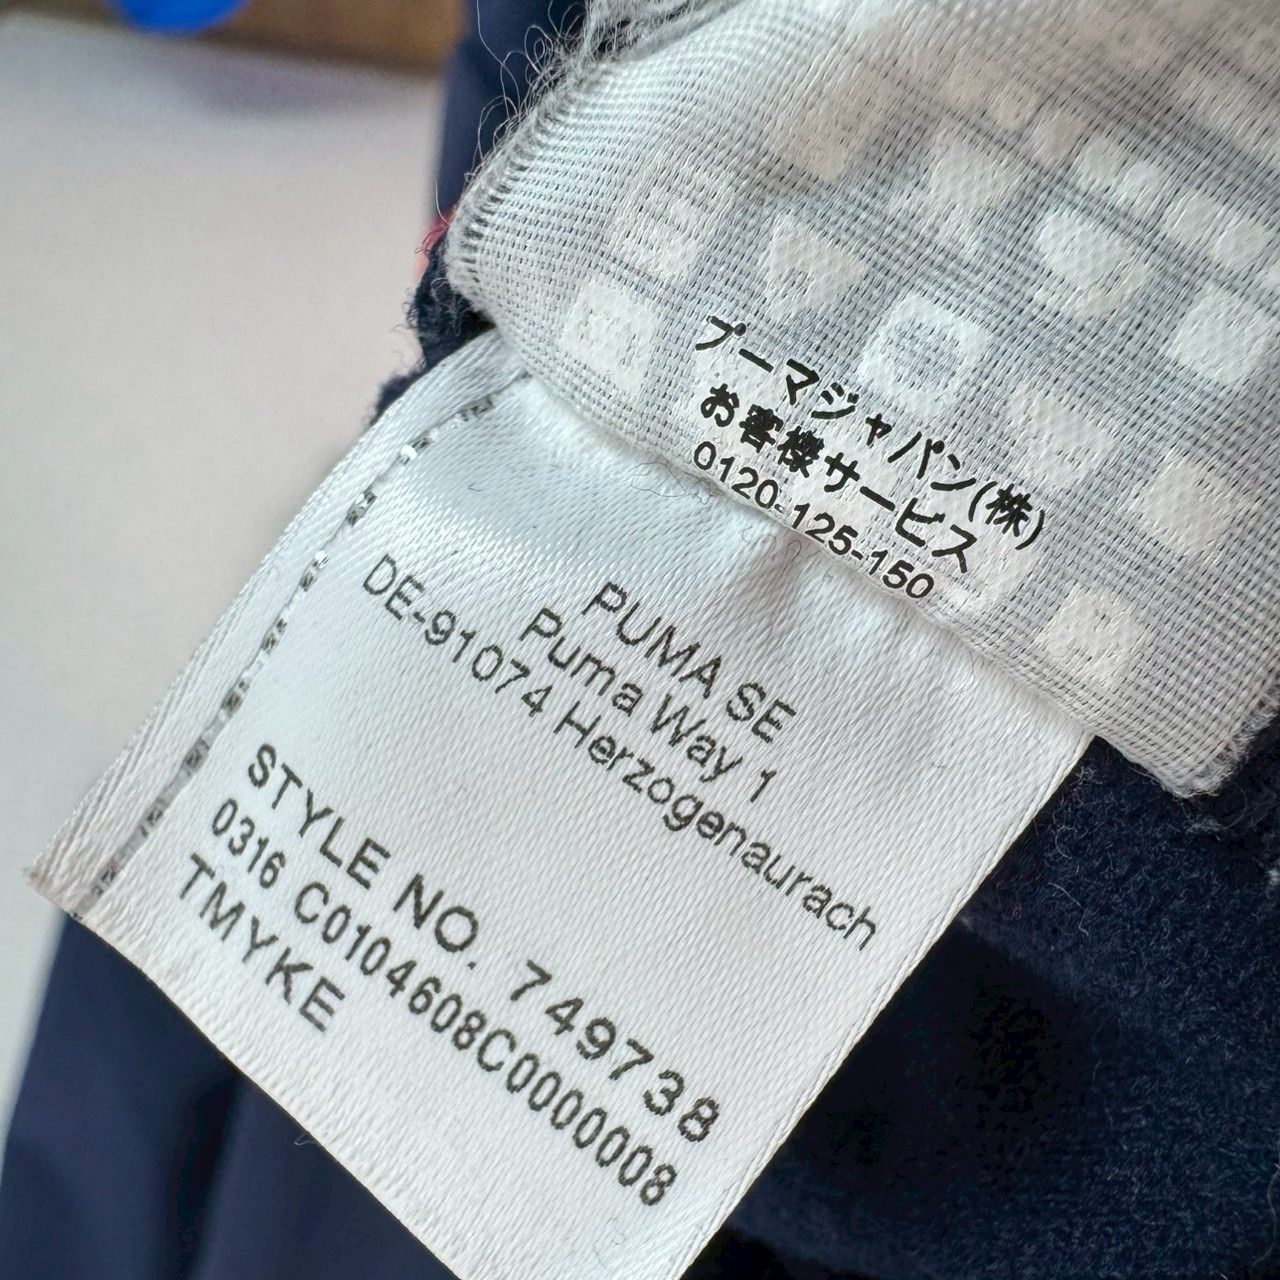 プーマジャパン(株)
お客様サービス
0120-125-150
PUMA SE
Puma Way 1
DE-91074 Herzogenaurach
STYLE NO. 749738
0316 C0104608C000008
TMYKE